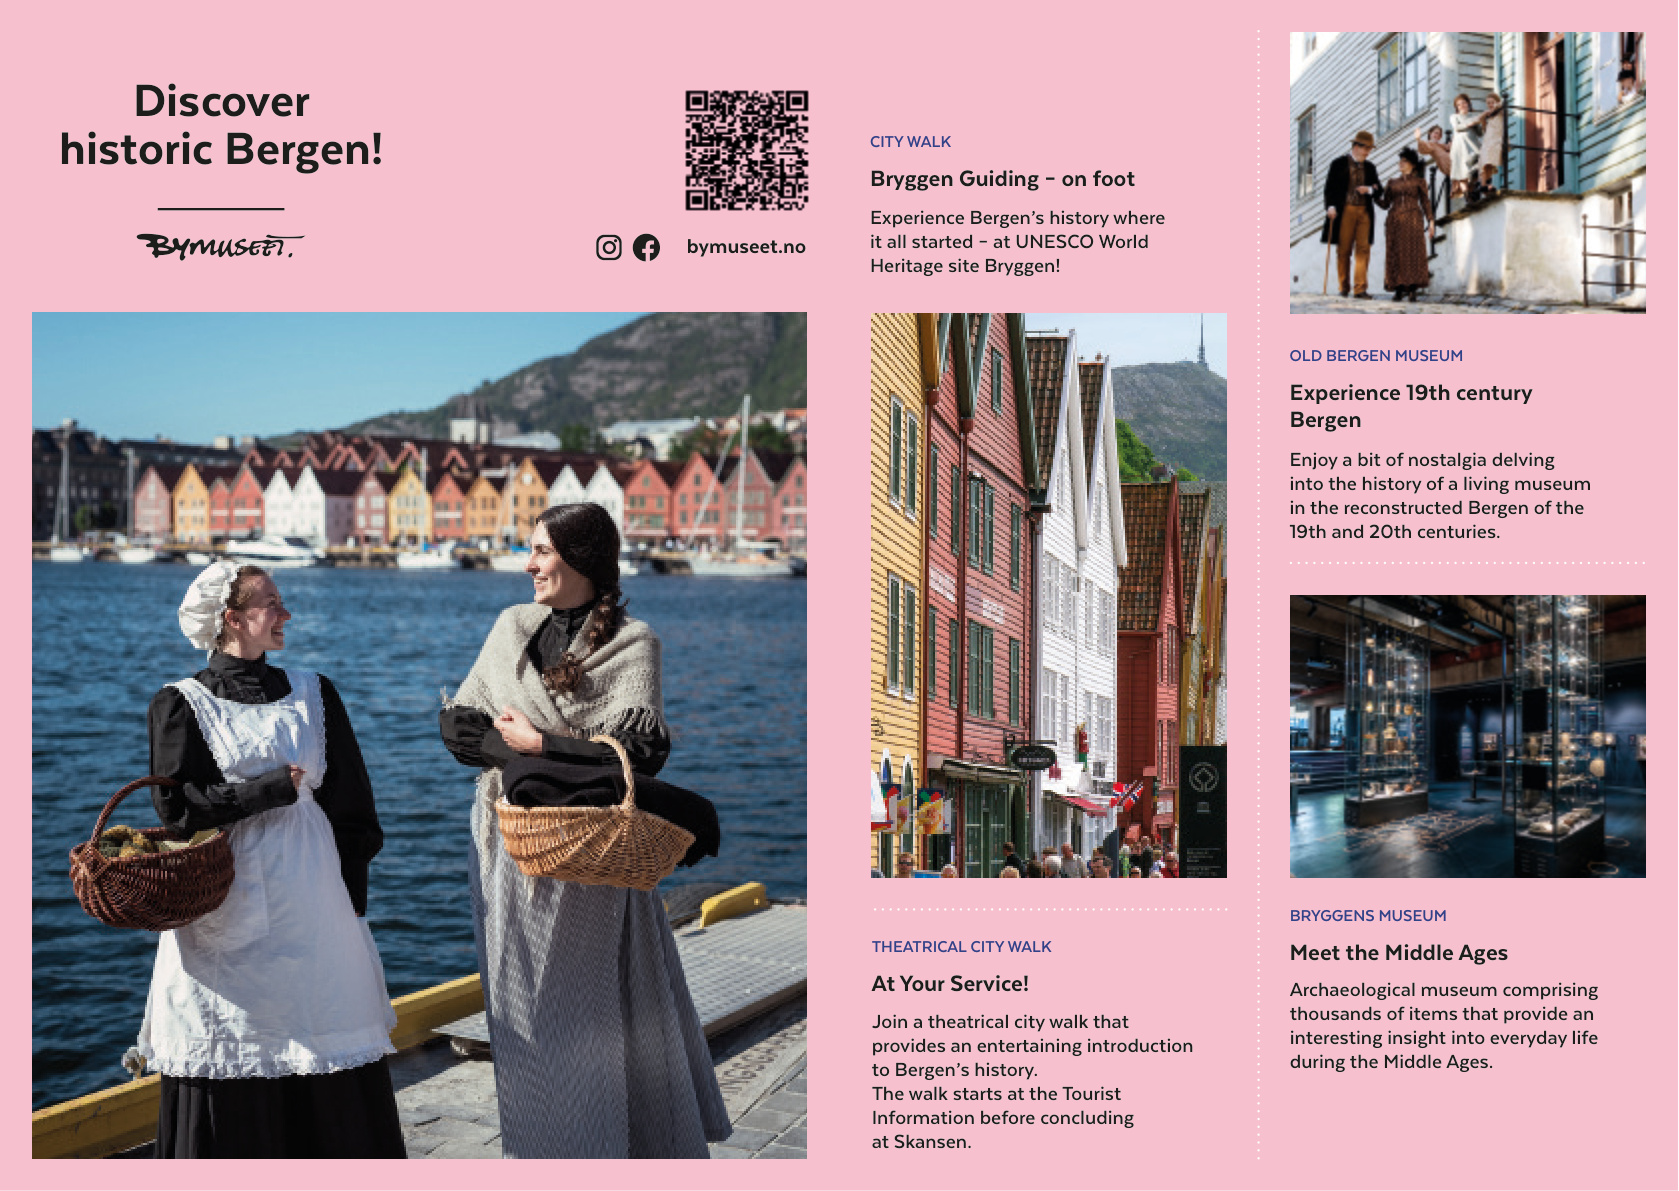 Discover
historic Bergen!
Bymuseet.
bymuseet.no
CITY WALK
Bryggen Guiding – on foot
Experience Bergen's history where
it all started – at UNESCO World
Heritage site Bryggen!
THEATRICAL CITY WALK
At Your Service!
Join a theatrical city walk that
provides an entertaining introduction
to Bergen's history.
The walk starts at the Tourist
Information before concluding
at Skansen.
OLD BERGEN MUSEUM
Experience 19th century
Bergen
Enjoy a bit of nostalgia delving
into the history of a living museum
in the reconstructed Bergen of the
19th and 20th centuries.
BRYGGENS MUSEUM
Meet the Middle Ages
Archaeological museum comprising
thousands of items that provide an
interesting insight into everyday life
during the Middle Ages.